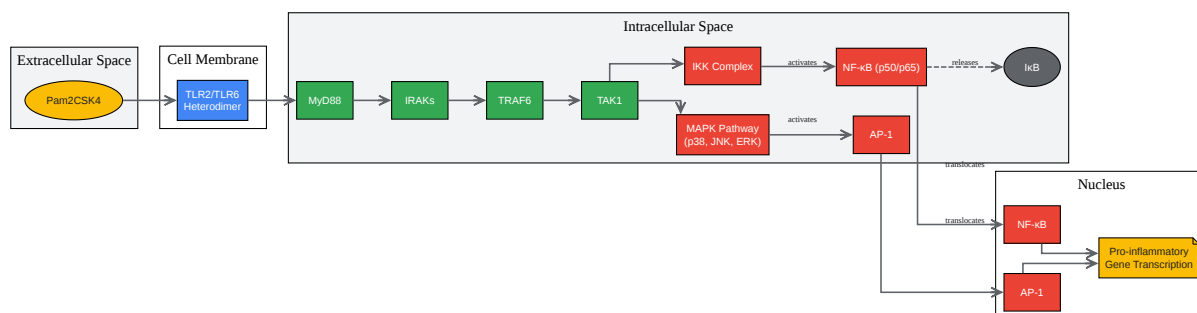 Extracellular Space
Pam2CSK4
Cell Membrane
TLR2/TLR6
Heterodimer
Intracellular Space
MyD88
IRAKs
TRAF6
TAK1
IKK Complex
activates
NF-κB (p50/p65)
releases
IκB
MAPK Pathway
(p38, JNK, ERK)
activates
AP-1
translocates
translocates
Nucleus
NF-κB
AP-1
Pro-inflammatory
Gene Transcription